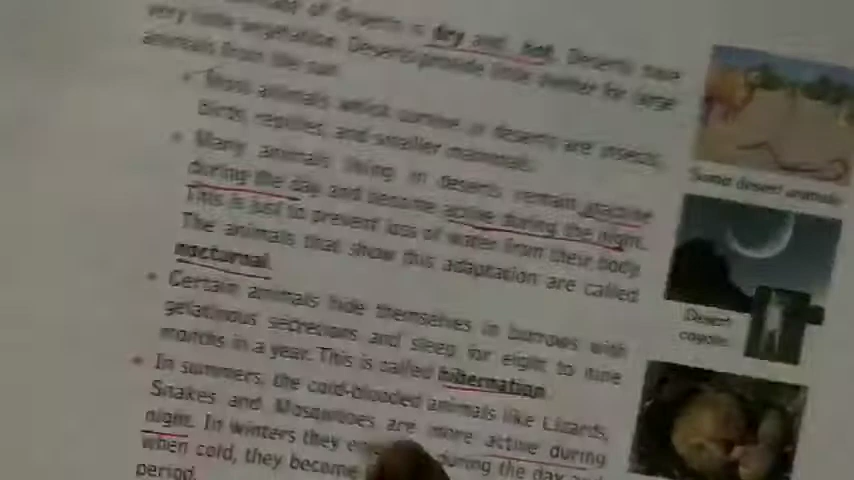 of deserts is dry and hot. Deserts have
very little vegetation. Deserts provide little shelter for large
animals from the sun.
Most animals which survive in deserts are insects,
birds, reptiles, and smaller mammals.
Many animals living in deserts remain inactive
during the day and become active during the night.
This is just to prevent loss of water from their body.
The animals that show this adaptation are called
nocturnal.
Certain animals hide themselves in burrows with
gelatinous secretions and sleep for eight to nine
months in a year. This is called hibernation.
In summers, the cold-blooded animals like Lizards,
Snakes and Mosquitoes are more active during
night. In winters they during the day and
when cold, they become
period.
Some desert animals
Desert
coyote